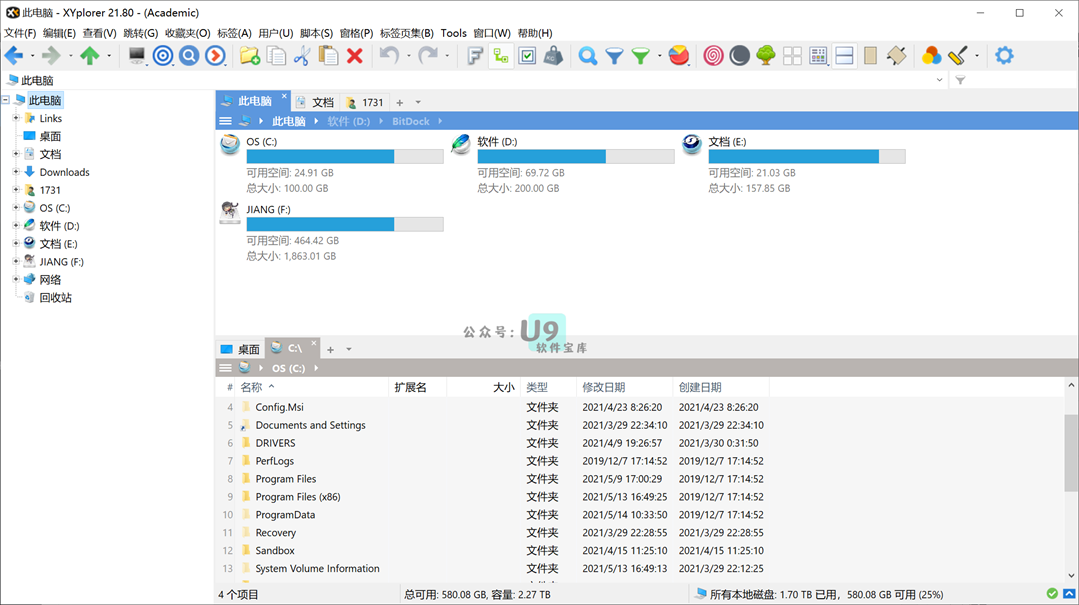 此电脑 - XYplorer 21.80 - (Academic)
文件(F) 编辑(E) 查看(V) 跳转(G) 收藏夹(O) 标签(A) 用户(U) 脚本(S) 窗格(P) 标签页集(B) Tools 窗口(W) 帮助(H)
此电脑
此电脑
Links
桌面
文档
Downloads
1731
OS (C:)
软件 (D:)
文档 (E:)
JIANG (F:)
网络
回收站
此电脑 文档 1731
此电脑 软件 (D:) BitDock
OS (C:)
可用空间: 24.91 GB
总大小: 100.00 GB
软件 (D:)
可用空间: 69.72 GB
总大小: 200.00 GB
文档 (E:)
可用空间: 21.03 GB
总大小: 157.85 GB
JIANG (F:)
可用空间: 464.42 GB
总大小: 1,863.01 GB
公众号: U9
软件宝库
桌面 C:\
OS (C:)
# 名称 扩展名 大小 类型 修改日期 创建日期
4 Config.Msi 文件夹 2021/4/23 8:26:20 2021/4/23 8:26:20
5 Documents and Settings 文件夹 2021/3/29 22:34:10 2021/3/29 22:34:10
6 DRIVERS 文件夹 2021/4/9 19:26:57 2021/3/30 0:31:50
7 PerfLogs 文件夹 2019/12/7 17:14:52 2019/12/7 17:14:52
8 Program Files 文件夹 2021/5/9 17:00:29 2019/12/7 17:14:52
9 Program Files (x86) 文件夹 2021/5/13 16:49:25 2019/12/7 17:14:52
10 ProgramData 文件夹 2021/5/14 10:33:50 2019/12/7 17:14:52
11 Recovery 文件夹 2021/3/29 22:28:55 2021/3/29 22:28:55
12 Sandbox 文件夹 2021/4/15 11:25:10 2021/4/15 11:25:10
13 System Volume Information 文件夹 2021/5/13 16:49:13 2021/3/29 22:12:25
4 个项目 总可用: 580.08 GB, 容量: 2.27 TB 所有本地磁盘: 1.70 TB 已用, 580.08 GB 可用 (25%)